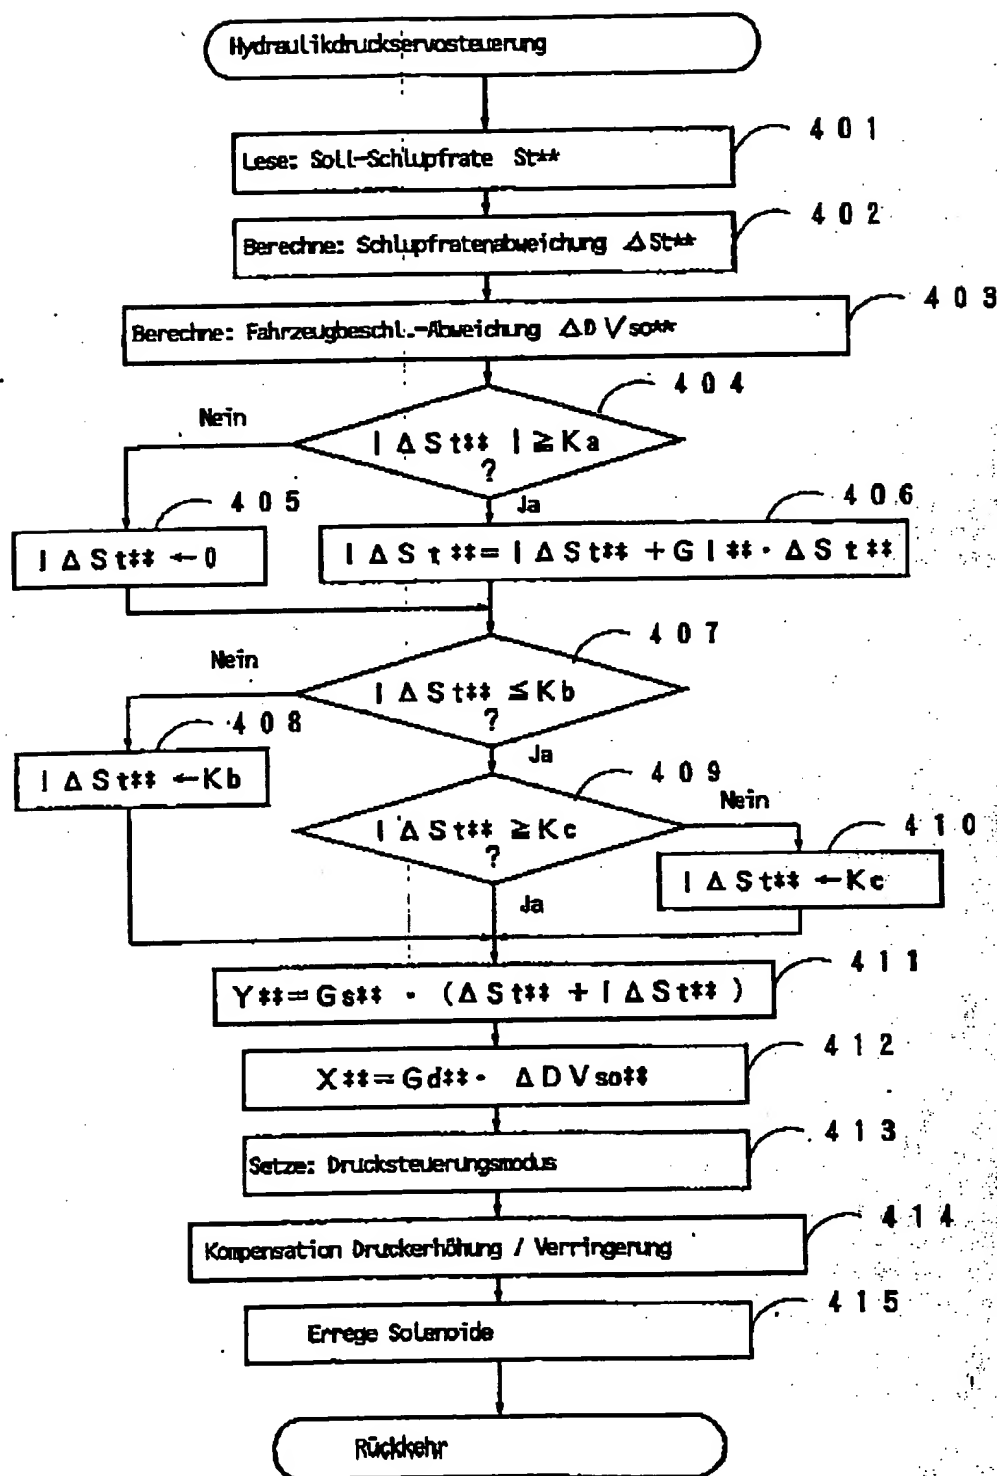 Hydraulikdruckservosteuerung
401
Lese: Soll-Schlupfrate St**
402
Berechne: Schlupfratenabweichung ΔSt**
403
Berechne: Fahrzeugbeschl.-Abweichung ΔDVso**
404
Nein
| ΔSt** | ≧ Ka
?
Ja
405
IΔSt** ←0
406
IΔSt** = IΔSt** + GI** · ΔSt**
407
Nein
IΔSt** ≦ Kb
?
Ja
408
IΔSt** ←Kb
409
Nein
IΔSt** ≧ Kc
?
Ja
410
IΔSt** ←Kc
411
Y** = Gs** · (ΔSt** + IΔSt**)
412
X** = Gd** · ΔDVso**
413
Setze: Drucksteuerungsmodus
414
Kompensation Druckerhöhung / Verringerung
415
Errege Solenoide
Rückkehr